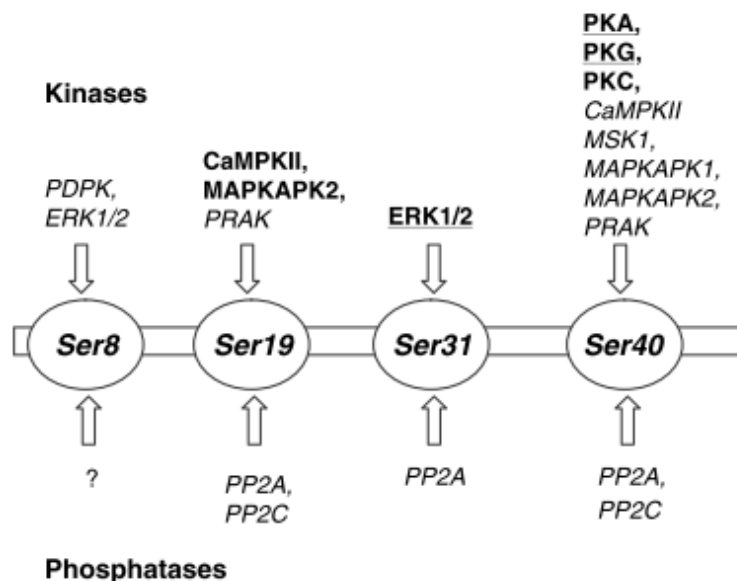 Kinases
PDPK,
ERK1/2
CaMPKII,
MAPKAPK2,
PRAK
ERK1/2
PKA,
PKG,
PKC,
CaMPKII
MSK1,
MAPKAPK1,
MAPKAPK2,
PRAK
Ser8
Ser19
Ser31
Ser40
?
PP2A,
PP2C
PP2A
PP2A,
PP2C
Phosphatases